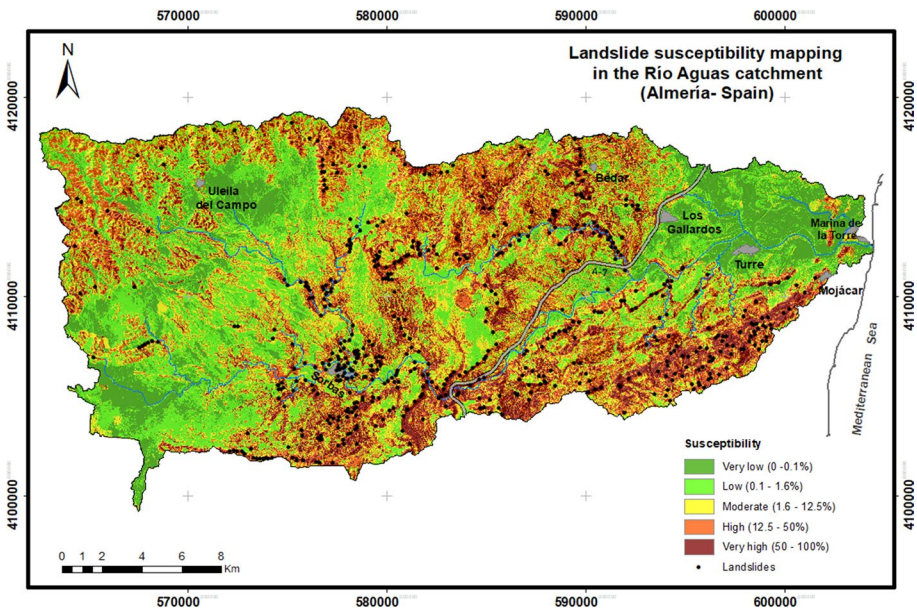 570000 580000 590000 600000
Landslide susceptibility mapping
in the Río Aguas catchment
(Almería- Spain)
N
4120000
4120000
Uleila
del Campo
Bédar
Los
Gallardos
Marina de
la Torre
Turre
A-7
Mojácar
4110000
4110000
Sorbas
Mediterranean Sea
Susceptibility
Very low (0 -0.1%)
Low (0.1 - 1.6%)
Moderate (1.6 - 12.5%)
High (12.5 - 50%)
Very high (50 - 100%)
Landslides
4100000
4100000
0 1 2 4 6 8
Km
570000 580000 590000 600000